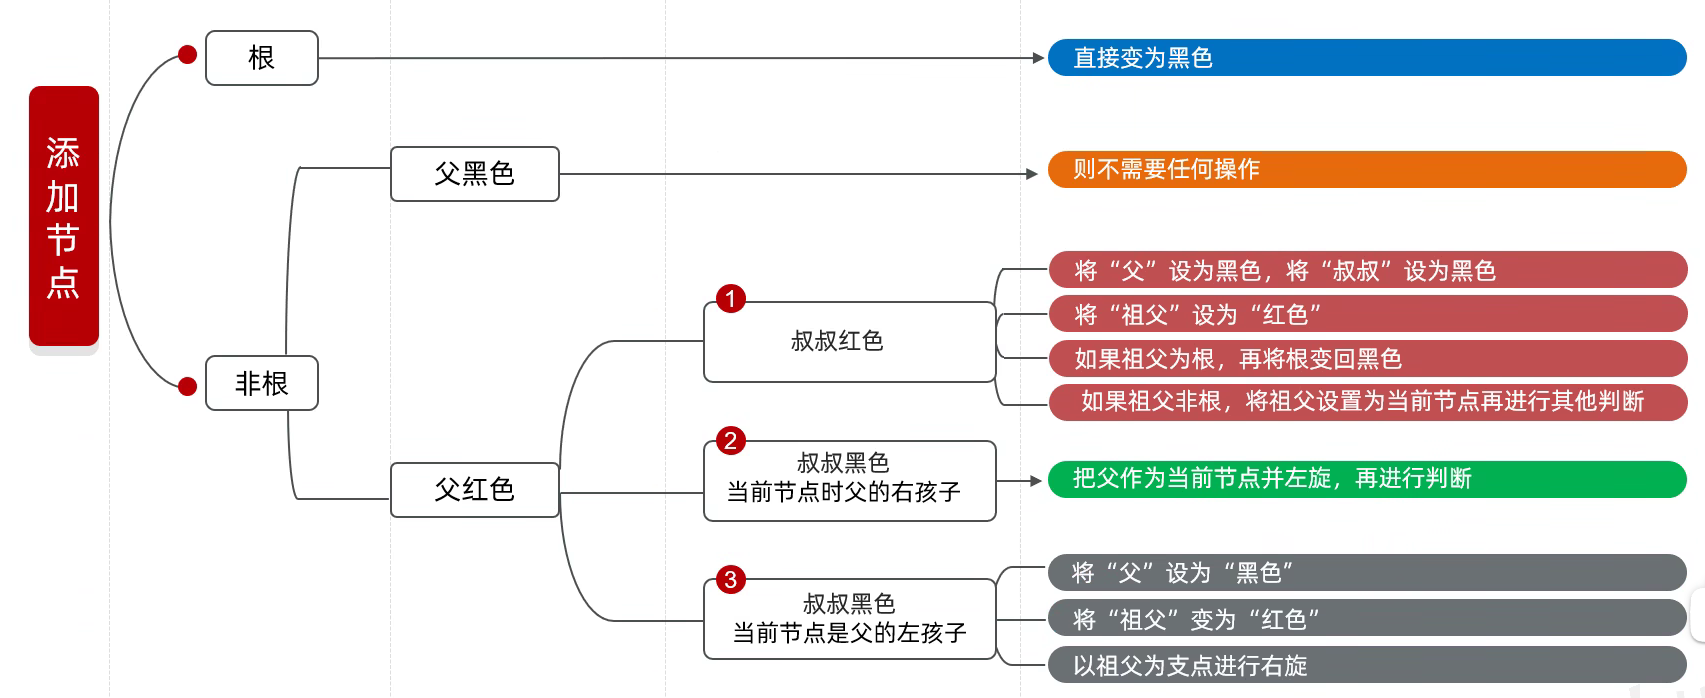 添加节点
根
直接变为黑色
非根
父黑色
则不需要任何操作
父红色
1
叔叔红色
将“父”设为黑色，将“叔叔”设为黑色
将“祖父”设为“红色”
如果祖父为根，再将根变回黑色
如果祖父非根，将祖父设置为当前节点再进行其他判断
2
叔叔黑色
当前节点时父的右孩子
把父作为当前节点并左旋，再进行判断
3
叔叔黑色
当前节点是父的左孩子
将“父”设为“黑色”
将“祖父”变为“红色”
以祖父为支点进行右旋